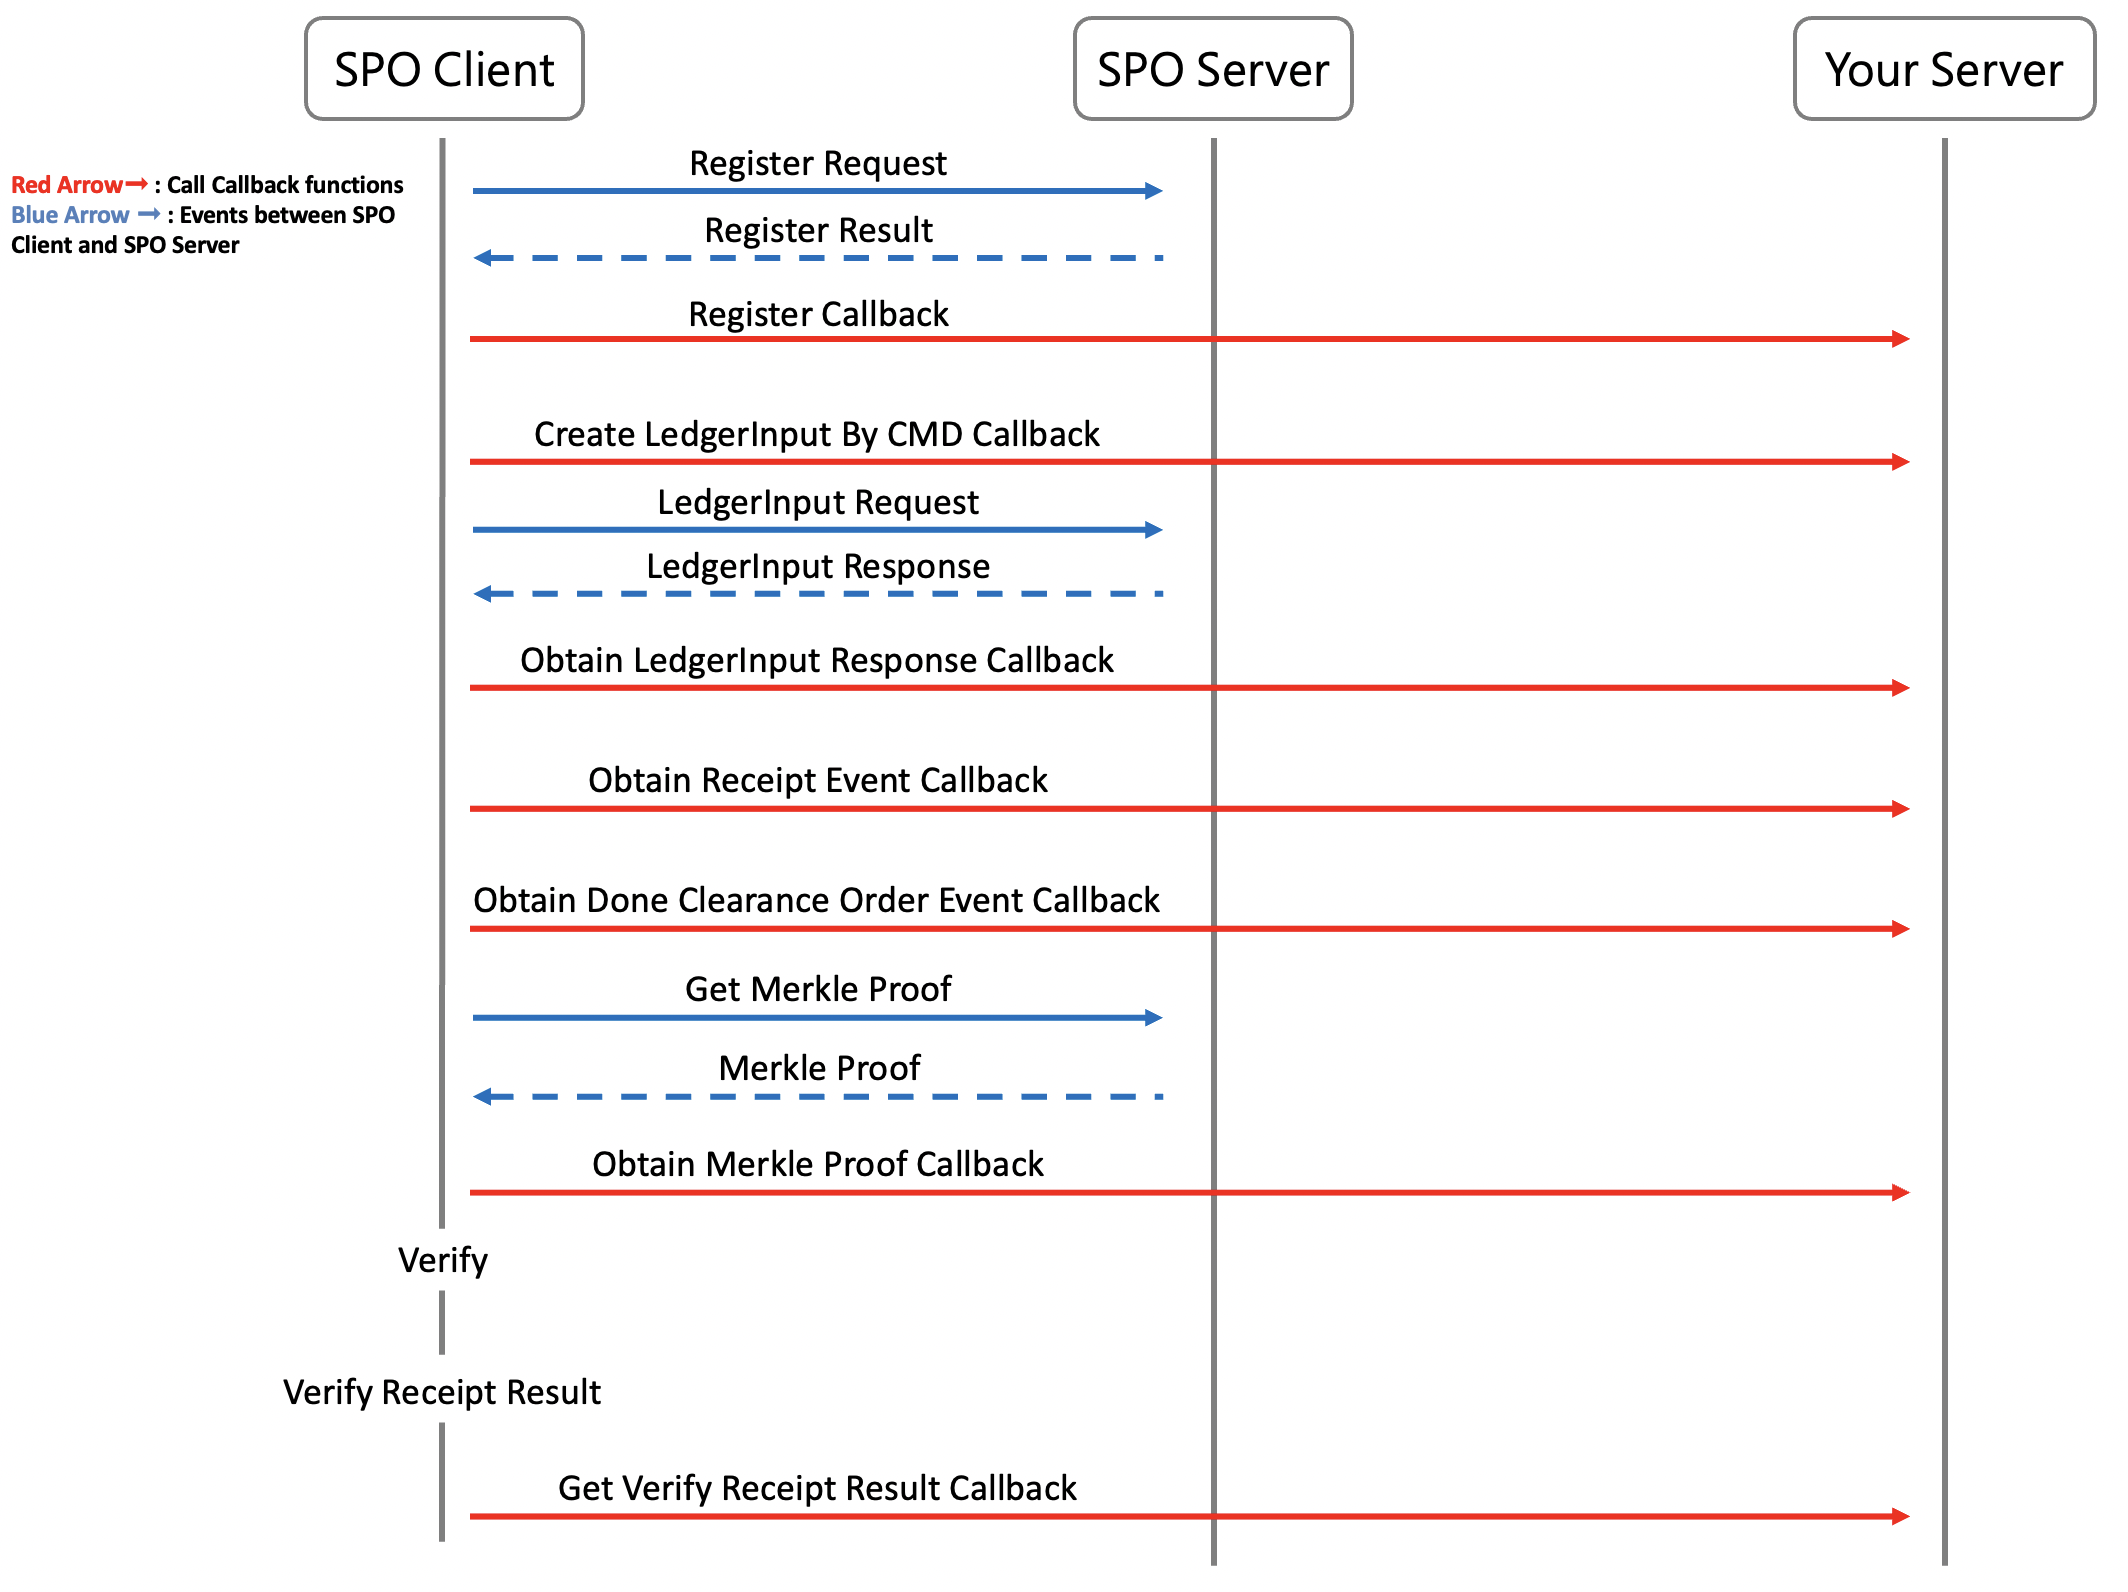 SPO Client
SPO Server
Your Server
Red Arrow→ : Call Callback functions
Blue Arrow → : Events between SPO
Client and SPO Server
Register Request
Register Result
Register Callback
Create LedgerInput By CMD Callback
LedgerInput Request
LedgerInput Response
Obtain LedgerInput Response Callback
Obtain Receipt Event Callback
Obtain Done Clearance Order Event Callback
Get Merkle Proof
Merkle Proof
Obtain Merkle Proof Callback
Verify
Verify Receipt Result
Get Verify Receipt Result Callback